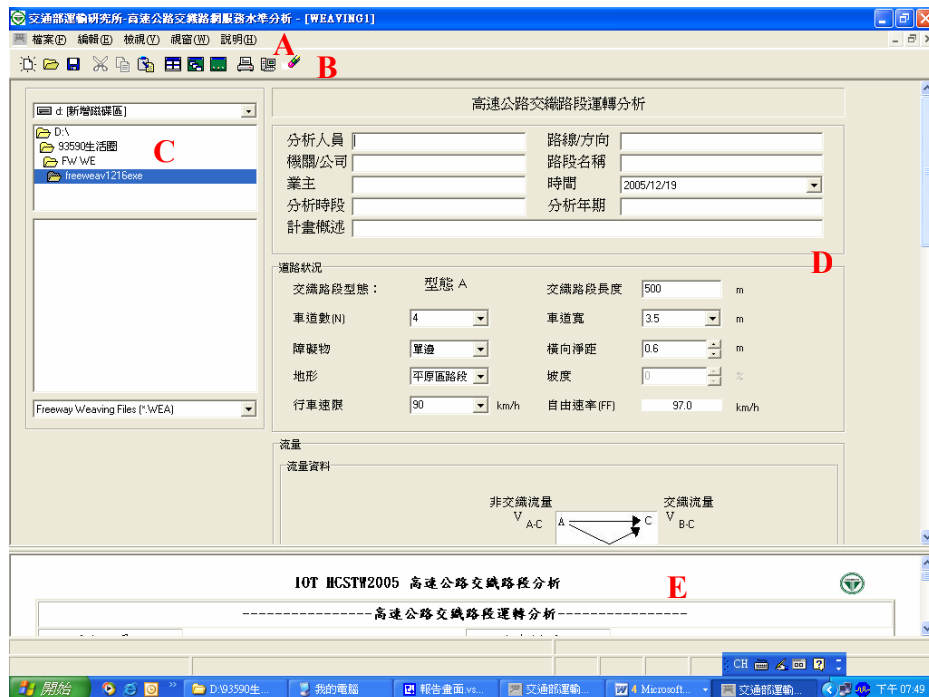 交通部運輸研究所-高速公路交織路網服務水準分析 - [WEAVING1]
檔案(F) 編輯(E) 檢視(V) 視窗(W) 說明(H)
A
B
d: [新增磁碟區]
D:\
93590生活圈
FW WE
freeweav1216exe
C
Freeway Weaving Files (*.WEA)
高速公路交織路段運轉分析
分析人員 路線/方向
機關/公司 路段名稱
業主 時間 2005/12/19
分析時段 分析年期
計畫概述
D
道路狀況
交織路段型態: 型態 A 交織路段長度 500 m
車道數(N) 4 車道寬 3.5 m
障礙物 單邊 橫向淨距 0.6 m
地形 平原區路段 坡度 0 %
行車速限 90 km/h 自由速率(FF) 97.0 km/h
流量
流量資料
非交織流量 交織流量
V A-C A C V B-C
IOT HCSTW2005 高速公路交織路段分析
E
----------------高速公路交織路段運轉分析----------------
CH
開始 D:\93590生... 我的電腦 報告畫面.vs... 交通部運輸... 4 Microsoft... 交通部運輸... 下午 07:49